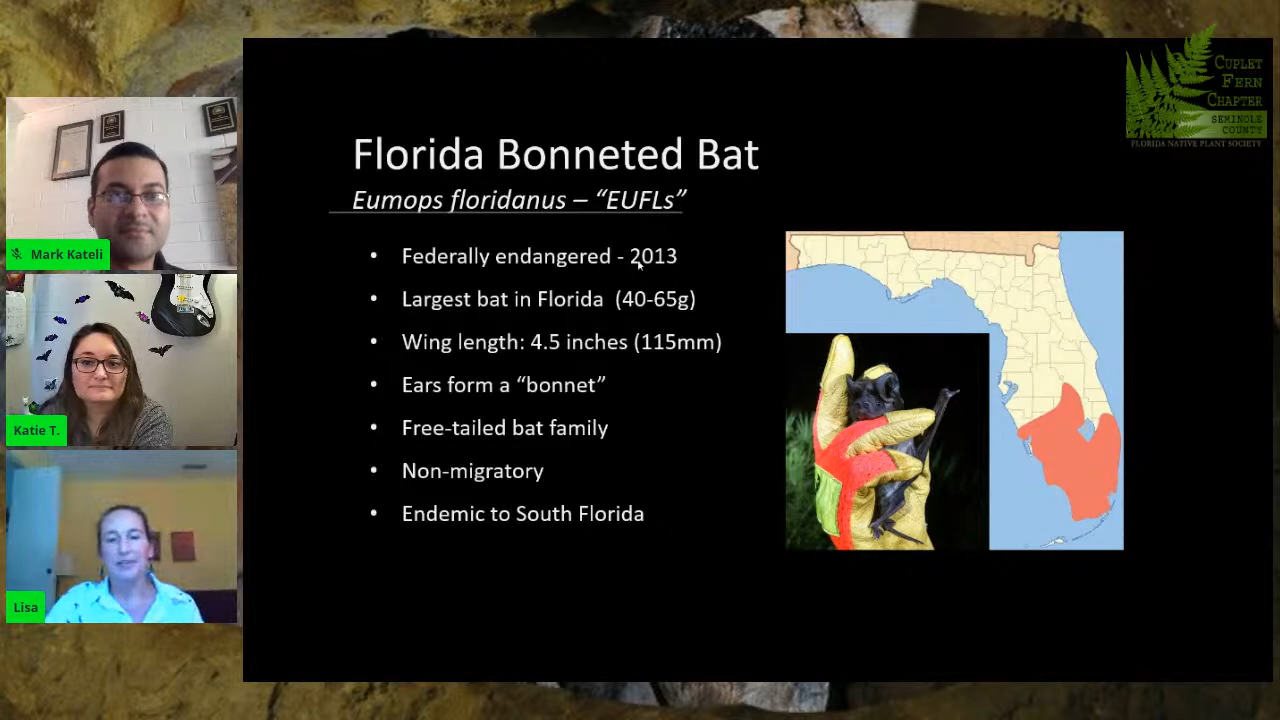 Florida Bonneted Bat
Eumops floridanus – “EUFLs”
• Federally endangered - 2013
• Largest bat in Florida (40-65g)
• Wing length: 4.5 inches (115mm)
• Ears form a “bonnet”
• Free-tailed bat family
• Non-migratory
• Endemic to South Florida
CUPLET
FERN
CHAPTER
SEMINOLE
COUNTY
FLORIDA NATIVE PLANT SOCIETY
Mark Kateli
Katie T.
Lisa